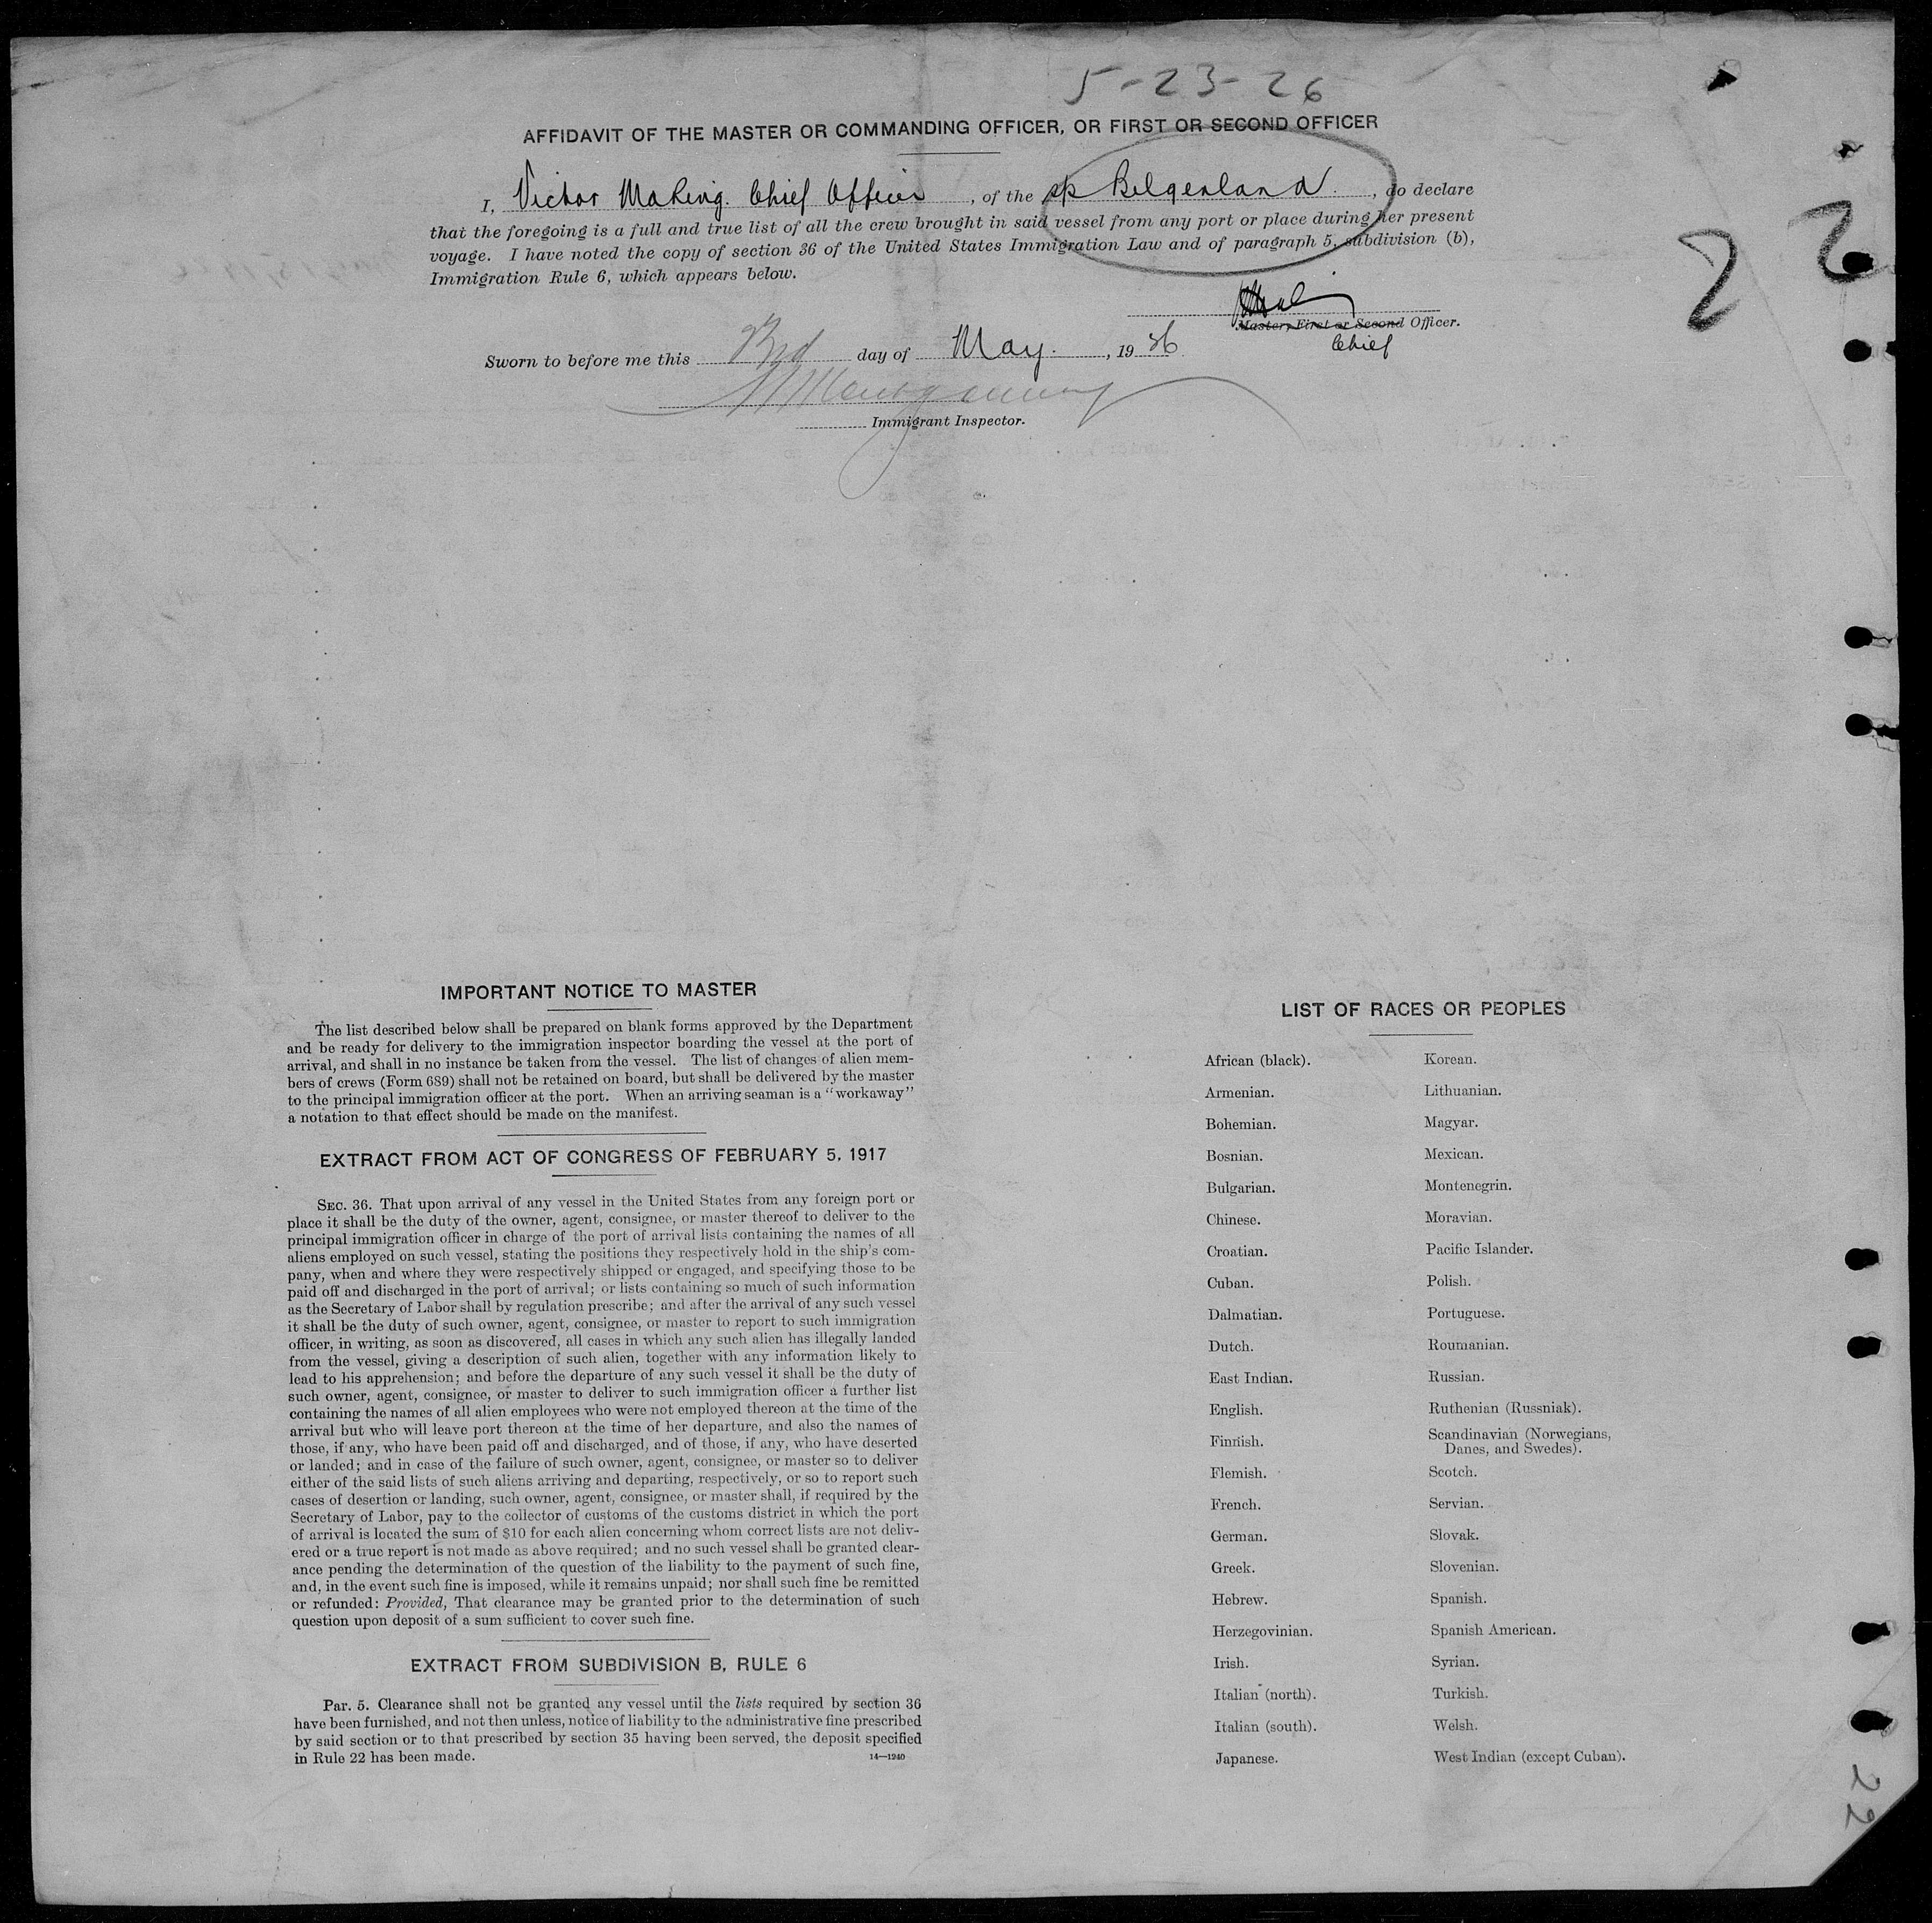 5-23-26
AFFIDAVIT OF THE MASTER OR COMMANDING OFFICER, OR FIRST OR SECOND OFFICER
I, Victor Chief Officer, of the Belgenland, do declare
that the foregoing is a full and true list of all the crew brought in said vessel from any port or place during her present
voyage. I have noted the copy of section 36 of the United States Immigration Law and of paragraph 5, subdivision (b),
Immigration Rule 6, which appears below.
Master, First or Second Officer.
Chief
Sworn to before me this day of May. , 19
Montgomery
Immigrant Inspector.
2 2
IMPORTANT NOTICE TO MASTER
The list described below shall be prepared on blank forms approved by the Department
and be ready for delivery to the immigration inspector boarding the vessel at the port of
arrival, and shall in no instance be taken from the vessel. The list of changes of alien mem-
bers of crews (Form 689) shall not be retained on board, but shall be delivered by the master
to the principal immigration officer at the port. When an arriving seaman is a "workaway"
a notation to that effect should be made on the manifest.
EXTRACT FROM ACT OF CONGRESS OF FEBRUARY 5, 1917
SEC. 36. That upon arrival of any vessel in the United States from any foreign port or
place it shall be the duty of the owner, agent, consignee, or master thereof to deliver to the
principal immigration officer in charge of the port of arrival lists containing the names of all
aliens employed on such vessel, stating the positions they respectively hold in the ship's com-
pany, when and where they were respectively shipped or engaged, and specifying those to be
paid off and discharged in the port of arrival; or lists containing so much of such information
as the Secretary of Labor shall by regulation prescribe; and after the arrival of any such vessel
it shall be the duty of such owner, agent, consignee, or master to report to such immigration
officer, in writing, as soon as discovered, all cases in which any such alien has illegally landed
from the vessel, giving a description of such alien, together with any information likely to
lead to his apprehension; and before the departure of any such vessel it shall be the duty of
such owner, agent, consignee, or master to deliver to such immigration officer a further list
containing the names of all alien employees who were not employed thereon at the time of the
arrival but who will leave port thereon at the time of her departure, and also the names of
those, if any, who have been paid off and discharged, and of those, if any, who have deserted
or landed; and in case of the failure of such owner, agent, consignee, or master so to deliver
either of the said lists of such aliens arriving and departing, respectively, or so to report such
cases of desertion or landing, such owner, agent, consignee, or master shall, if required by the
Secretary of Labor, pay to the collector of customs of the customs district in which the port
of arrival is located the sum of $10 for each alien concerning whom correct lists are not deliv-
ered or a true report is not made as above required; and no such vessel shall be granted clear-
ance pending the determination of the question of the liability to the payment of such fine,
and, in the event such fine is imposed, while it remains unpaid; nor shall such fine be remitted
or refunded: Provided, That clearance may be granted prior to the determination of such
question upon deposit of a sum sufficient to cover such fine.
EXTRACT FROM SUBDIVISION B, RULE 6
Par. 5. Clearance shall not be granted any vessel until the lists required by section 36
have been furnished, and not then unless, notice of liability to the administrative fine prescribed
by said section or to that prescribed by section 35 having been served, the deposit specified
in Rule 22 has been made.
14—1940
LIST OF RACES OR PEOPLES
African (black).
Armenian.
Bohemian.
Bosnian.
Bulgarian.
Chinese.
Croatian.
Cuban.
Dalmatian.
Dutch.
East Indian.
English.
Finnish.
Flemish.
French.
German.
Greek.
Hebrew.
Herzegovinian.
Irish.
Italian (north).
Italian (south).
Japanese.
Korean.
Lithuanian.
Magyar.
Mexican.
Montenegrin.
Moravian.
Pacific Islander.
Polish.
Portuguese.
Roumanian.
Russian.
Ruthenian (Russniak).
Scandinavian (Norwegians,
Danes, and Swedes).
Scotch.
Servian.
Slovak.
Slovenian.
Spanish.
Spanish American.
Syrian.
Turkish.
Welsh.
West Indian (except Cuban).
22